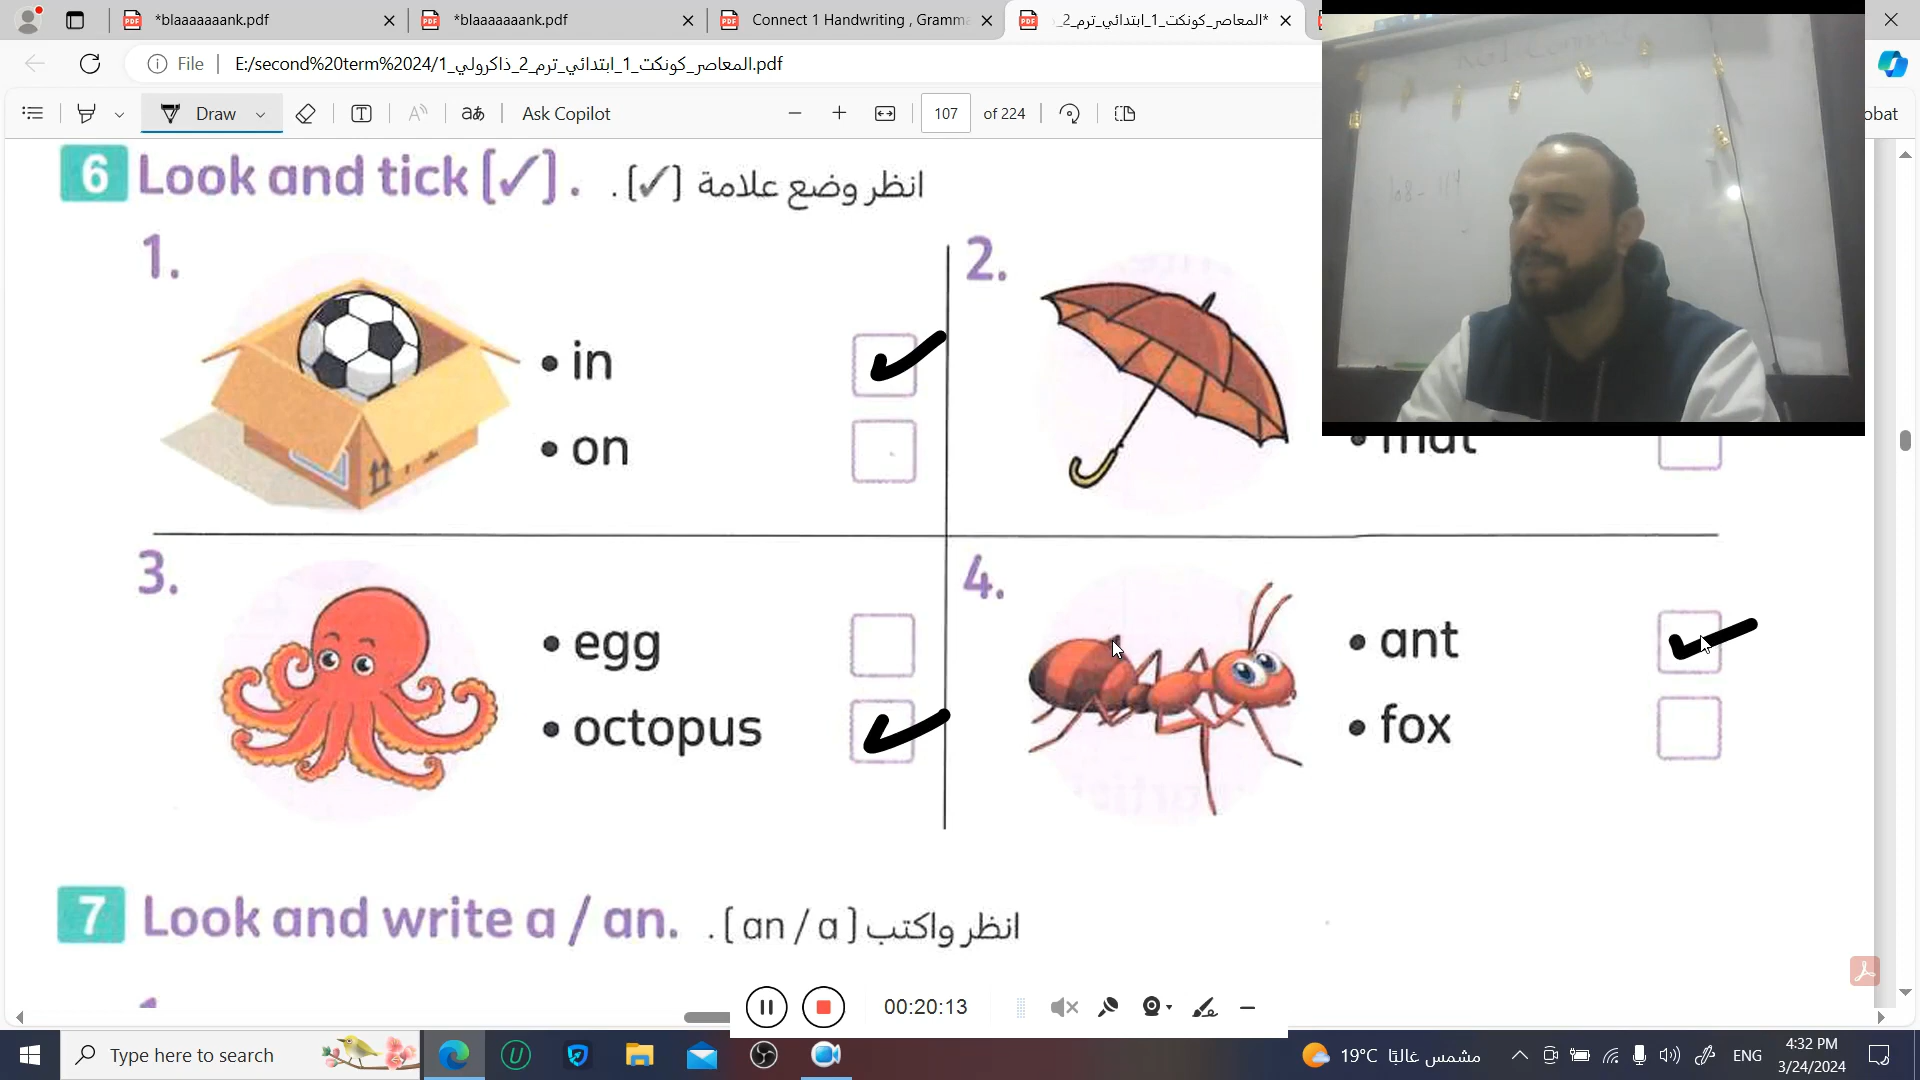 *blaaaaaaank.pdf
*blaaaaaaank.pdf
Connect 1 Handwriting , Gramma
المعاصر_كونكت_1_ابتدائي_ترم_2_*
File
E:/second%20term%2024/1_المعاصر_كونكت_1_ابتدائي_ترم_2_ذاكرولي.pdf
Draw
Ask Copilot
107 of 224
obat
6 Look and tick [✓] . انظر وضع علامة [✓] .
1.
• in
• on
2.
3.
• egg
• octopus
4.
• ant
• fox
7 Look and write a / an. انظر واكتب [ an / a ] .
00:20:13
Type here to search
19°C مشمس غالبًا
ENG
4:32 PM
3/24/2024